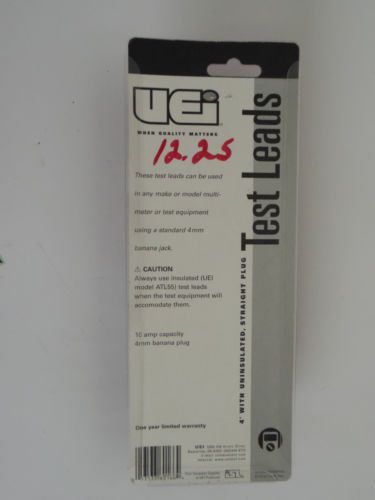 UEi
WHEN QUALITY MATTERS
12.25
These test leads can be used
in any make or model multi-
meter or test equipment
using a standard 4mm
banana jack.
⚠ CAUTION
Always use insulated (UEI
model ATL55) test leads
when the test equipment will
accomodate them.
10 amp capacity
4mm banana plug
One year limited warranty
UEI
Test Leads
4' WITH UNINSULATED, STRAIGHT PLUG